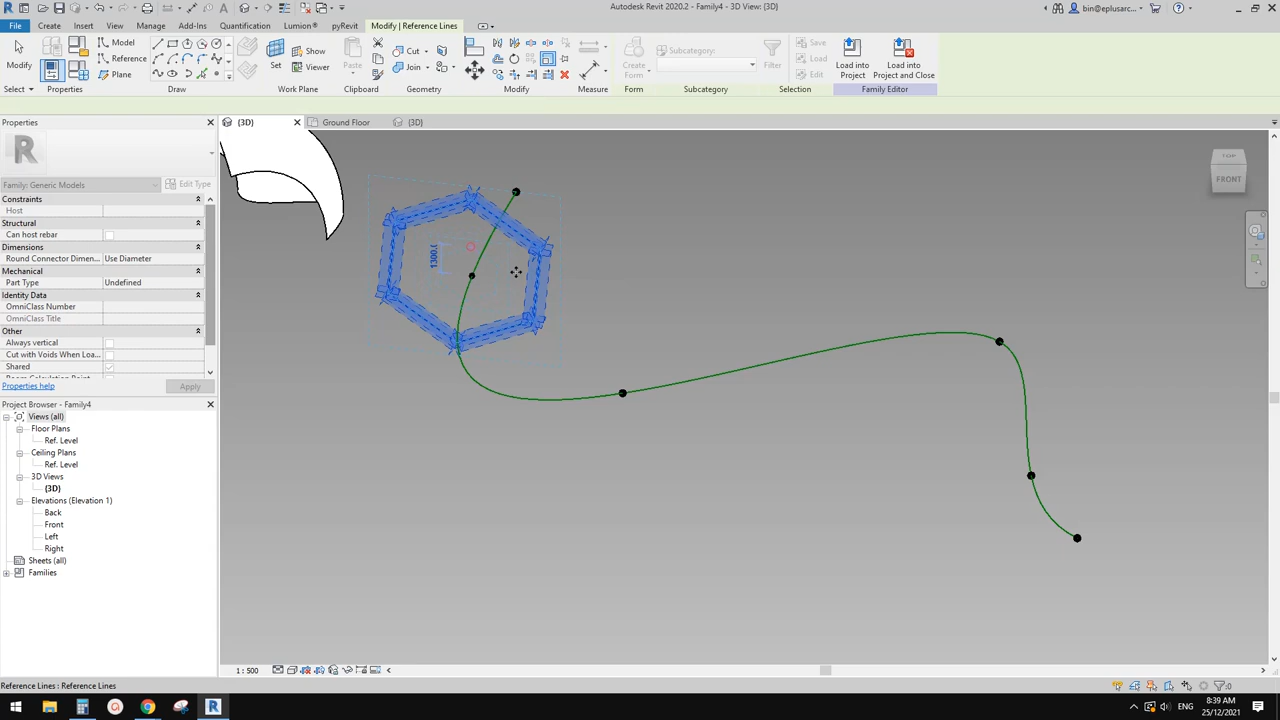 Autodesk Revit 2020.2 - Family4 - 3D View: {3D}
bin@eplusarc...
File Create Insert View Manage Add-Ins Quantification Lumion® pyRevit Modify | Reference Lines
Modify
Select
Properties
Model
Reference
Plane
Draw
Set
Show
Viewer
Work Plane
Paste
Clipboard
Cut
Join
Geometry
Modify
Measure
Create Form
Form
Subcategory:
Subcategory
Filter
Save
Load
Edit
Selection
Load into Project
Load into Project and Close
Family Editor
Properties
{3D}
Ground Floor
{3D}
R
Family: Generic Models
Edit Type
Constraints
Host
Structural
Can host rebar
Dimensions
Round Connector Dimen... Use Diameter
Mechanical
Part Type Undefined
Identity Data
OmniClass Number
OmniClass Title
Other
Always vertical
Cut with Voids When Loa...
Shared
Properties help
Apply
Project Browser - Family4
Views (all)
Floor Plans
Ref. Level
Ceiling Plans
Ref. Level
3D Views
{3D}
Elevations (Elevation 1)
Back
Front
Left
Right
Sheets (all)
Families
TOP
FRONT
1 : 500
Reference Lines : Reference Lines
:0
ENG
8:39 AM
25/12/2021